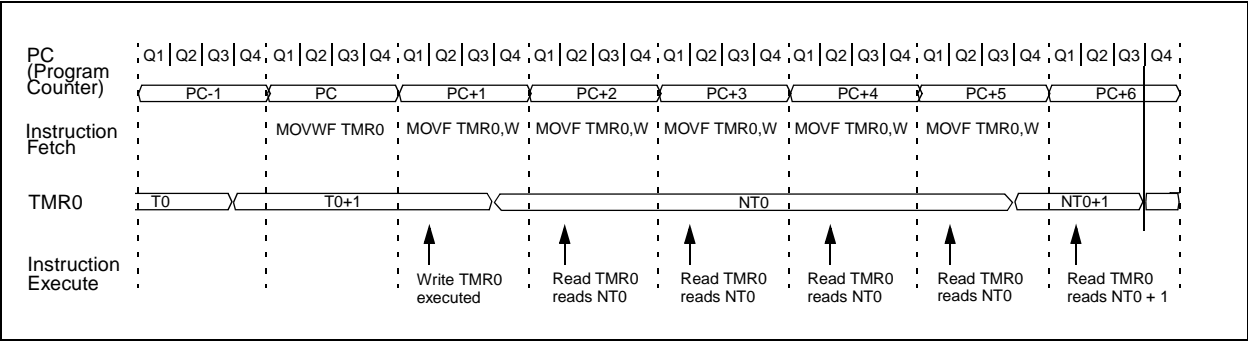 PC
(Program
Counter)
Q1 Q2 Q3 Q4 Q1 Q2 Q3 Q4 Q1 Q2 Q3 Q4 Q1 Q2 Q3 Q4 Q1 Q2 Q3 Q4 Q1 Q2 Q3 Q4 Q1 Q2 Q3 Q4 Q1 Q2 Q3 Q4
PC-1 PC PC+1 PC+2 PC+3 PC+4 PC+5 PC+6
Instruction
Fetch
MOVWF TMR0 MOVF TMR0,W MOVF TMR0,W MOVF TMR0,W MOVF TMR0,W MOVF TMR0,W
TMR0
T0 T0+1 NT0 NT0+1
Instruction
Execute
Write TMR0
executed
Read TMR0
reads NT0
Read TMR0
reads NT0
Read TMR0
reads NT0
Read TMR0
reads NT0
Read TMR0
reads NT0 + 1